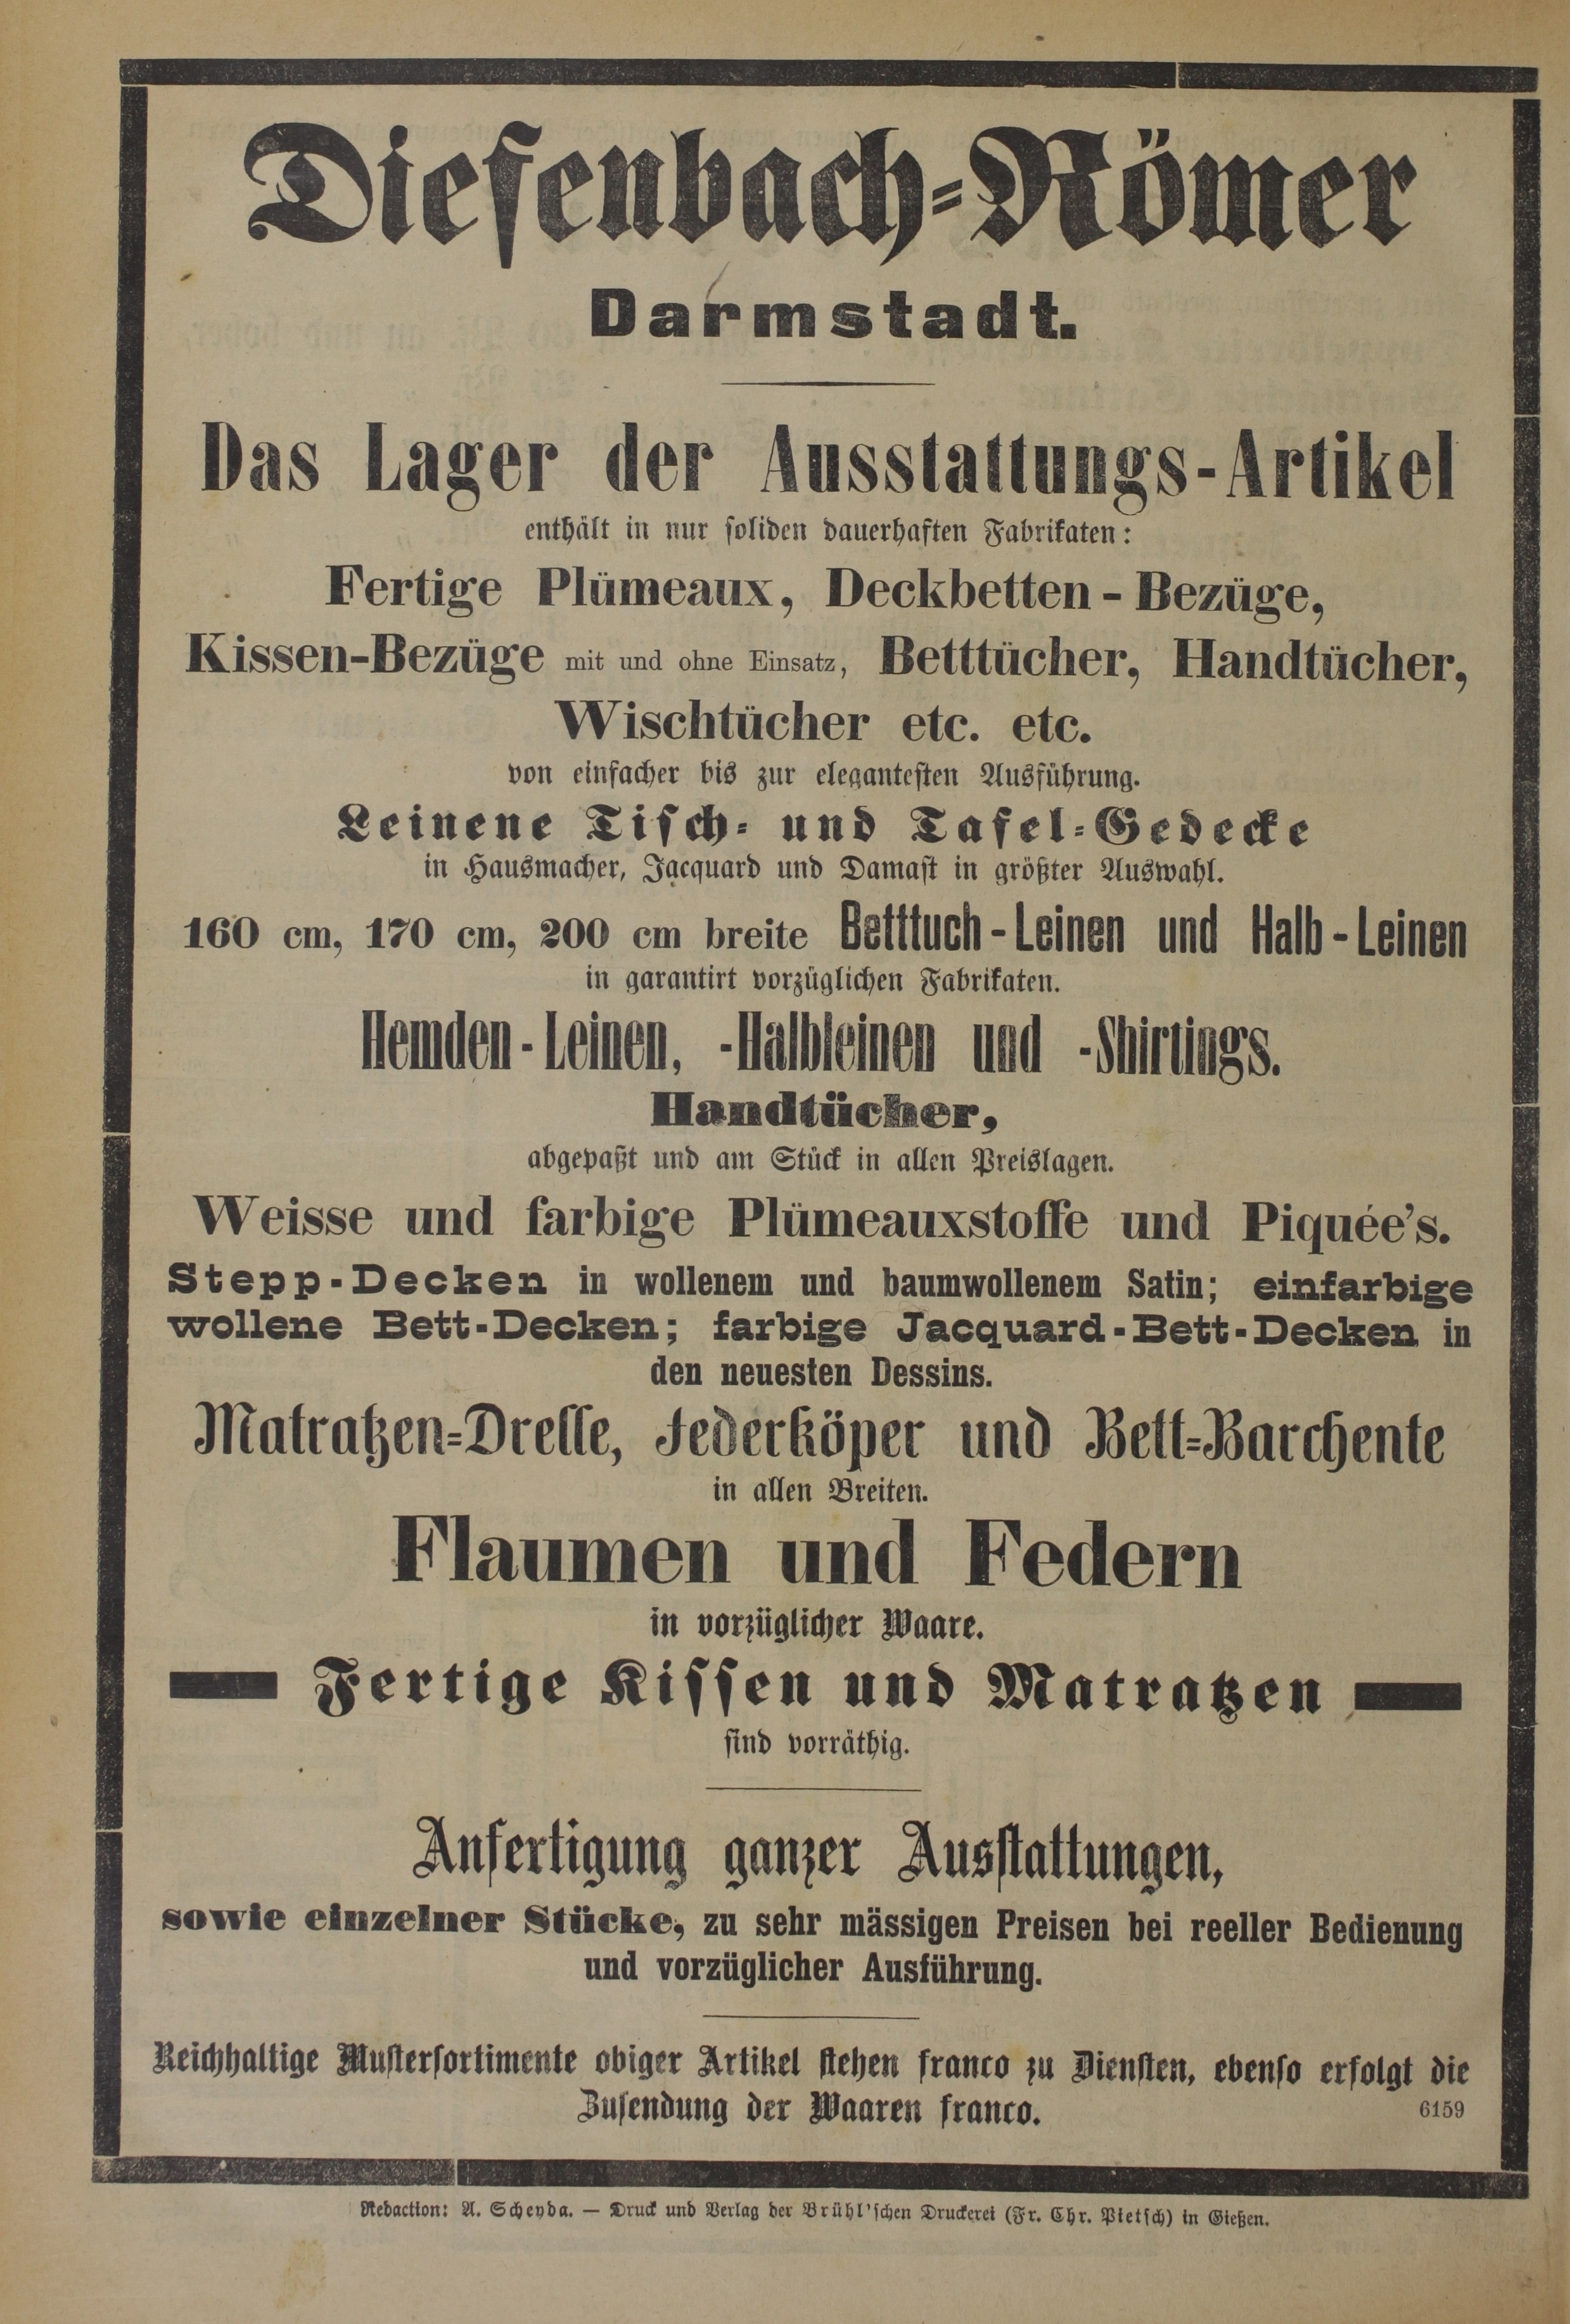 Diefenbach-Römer
Darmstadt.
Das Lager der Ausstattungs-Artikel
enthält in nur soliden dauerhaften Fabrikaten:
Fertige Plümeaux, Deckbetten-Bezüge,
Kissen-Bezüge mit und ohne Einsatz, Betttücher, Handtücher,
Wischtücher etc. etc.
von einfacher bis zur elegantesten Ausführung.
Leinene Tisch- und Tafel-Gedecke
in Hausmacher, Jacquard und Damast in größter Auswahl.
160 cm, 170 cm, 200 cm breite Betttuch-Leinen und Halb-Leinen
in garantirt vorzüglichen Fabrikaten.
Hemden-Leinen, -Halbleinen und -Shirtings.
Handtücher,
abgepaßt und am Stück in allen Preislagen.
Weisse und farbige Plümeauxstoffe und Piquée's.
Stepp-Decken in wollenem und baumwollenem Satin; einfarbige
wollene Bett-Decken; farbige Jacquard-Bett-Decken in
den neuesten Dessins.
Matratzen-Drelle, Federköper und Bett-Barchente
in allen Breiten.
Flaumen und Federn
in vorzüglicher Waare.
Fertige Kissen und Matratzen
sind vorräthig.
Anfertigung ganzer Ausstattungen,
sowie einzelner Stücke, zu sehr mässigen Preisen bei reeller Bedienung
und vorzüglicher Ausführung.
Reichhaltige Mustersortimente obiger Artikel stehen franco zu Diensten, ebenso erfolgt die
Zusendung der Waaren franco. 6159
Redaction: A. Scheyda. — Druck und Verlag der Brühl'schen Druckerei (Fr. Chr. Pietsch) in Gießen.